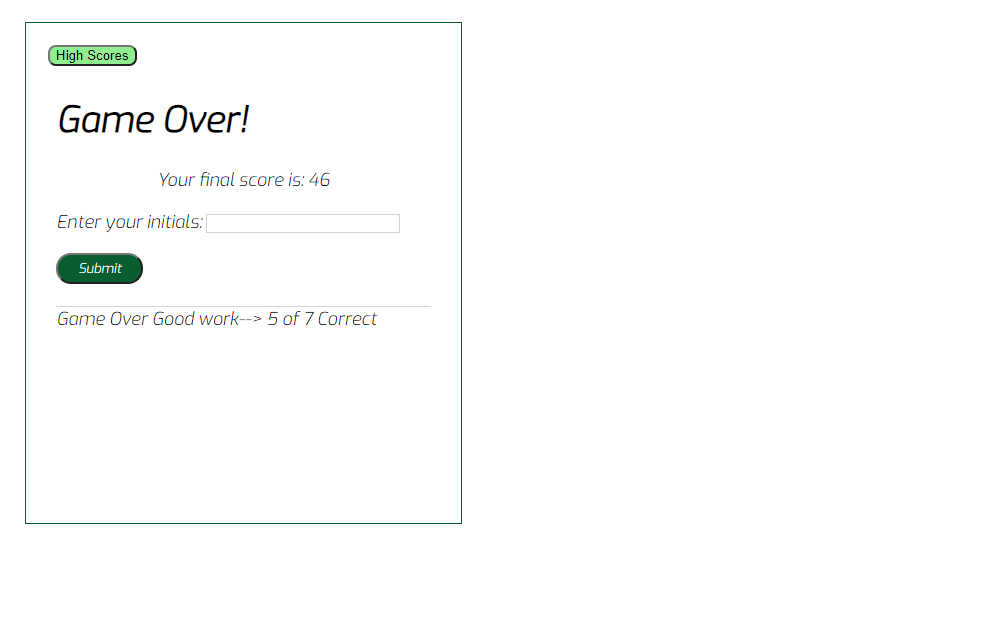 High Scores
Game Over!
Your final score is: 46
Enter your initials:
Submit
Game Over Good work--> 5 of 7 Correct